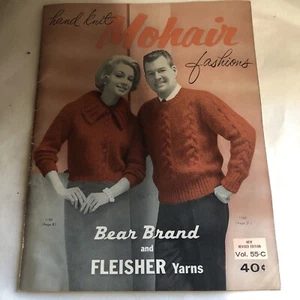 hand knit
Mohair
fashions
Bear Brand
and
FLEISHER Yarns
NEW
REVISED EDITION
Vol. 55-C
40¢